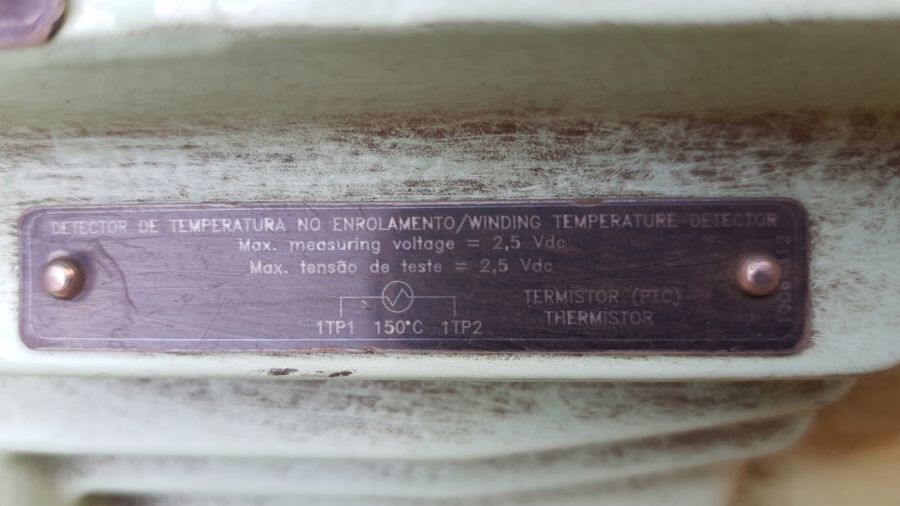 DETECTOR DE TEMPERATURA NO ENROLAMENTO/WINDING TEMPERATURE DETECTOR
Max. measuring voltage = 2,5 Vdc
Max. tensão de teste = 2,5 Vdc
TERMISTOR (PTC)
THERMISTOR
1TP1 150°C 1TP2